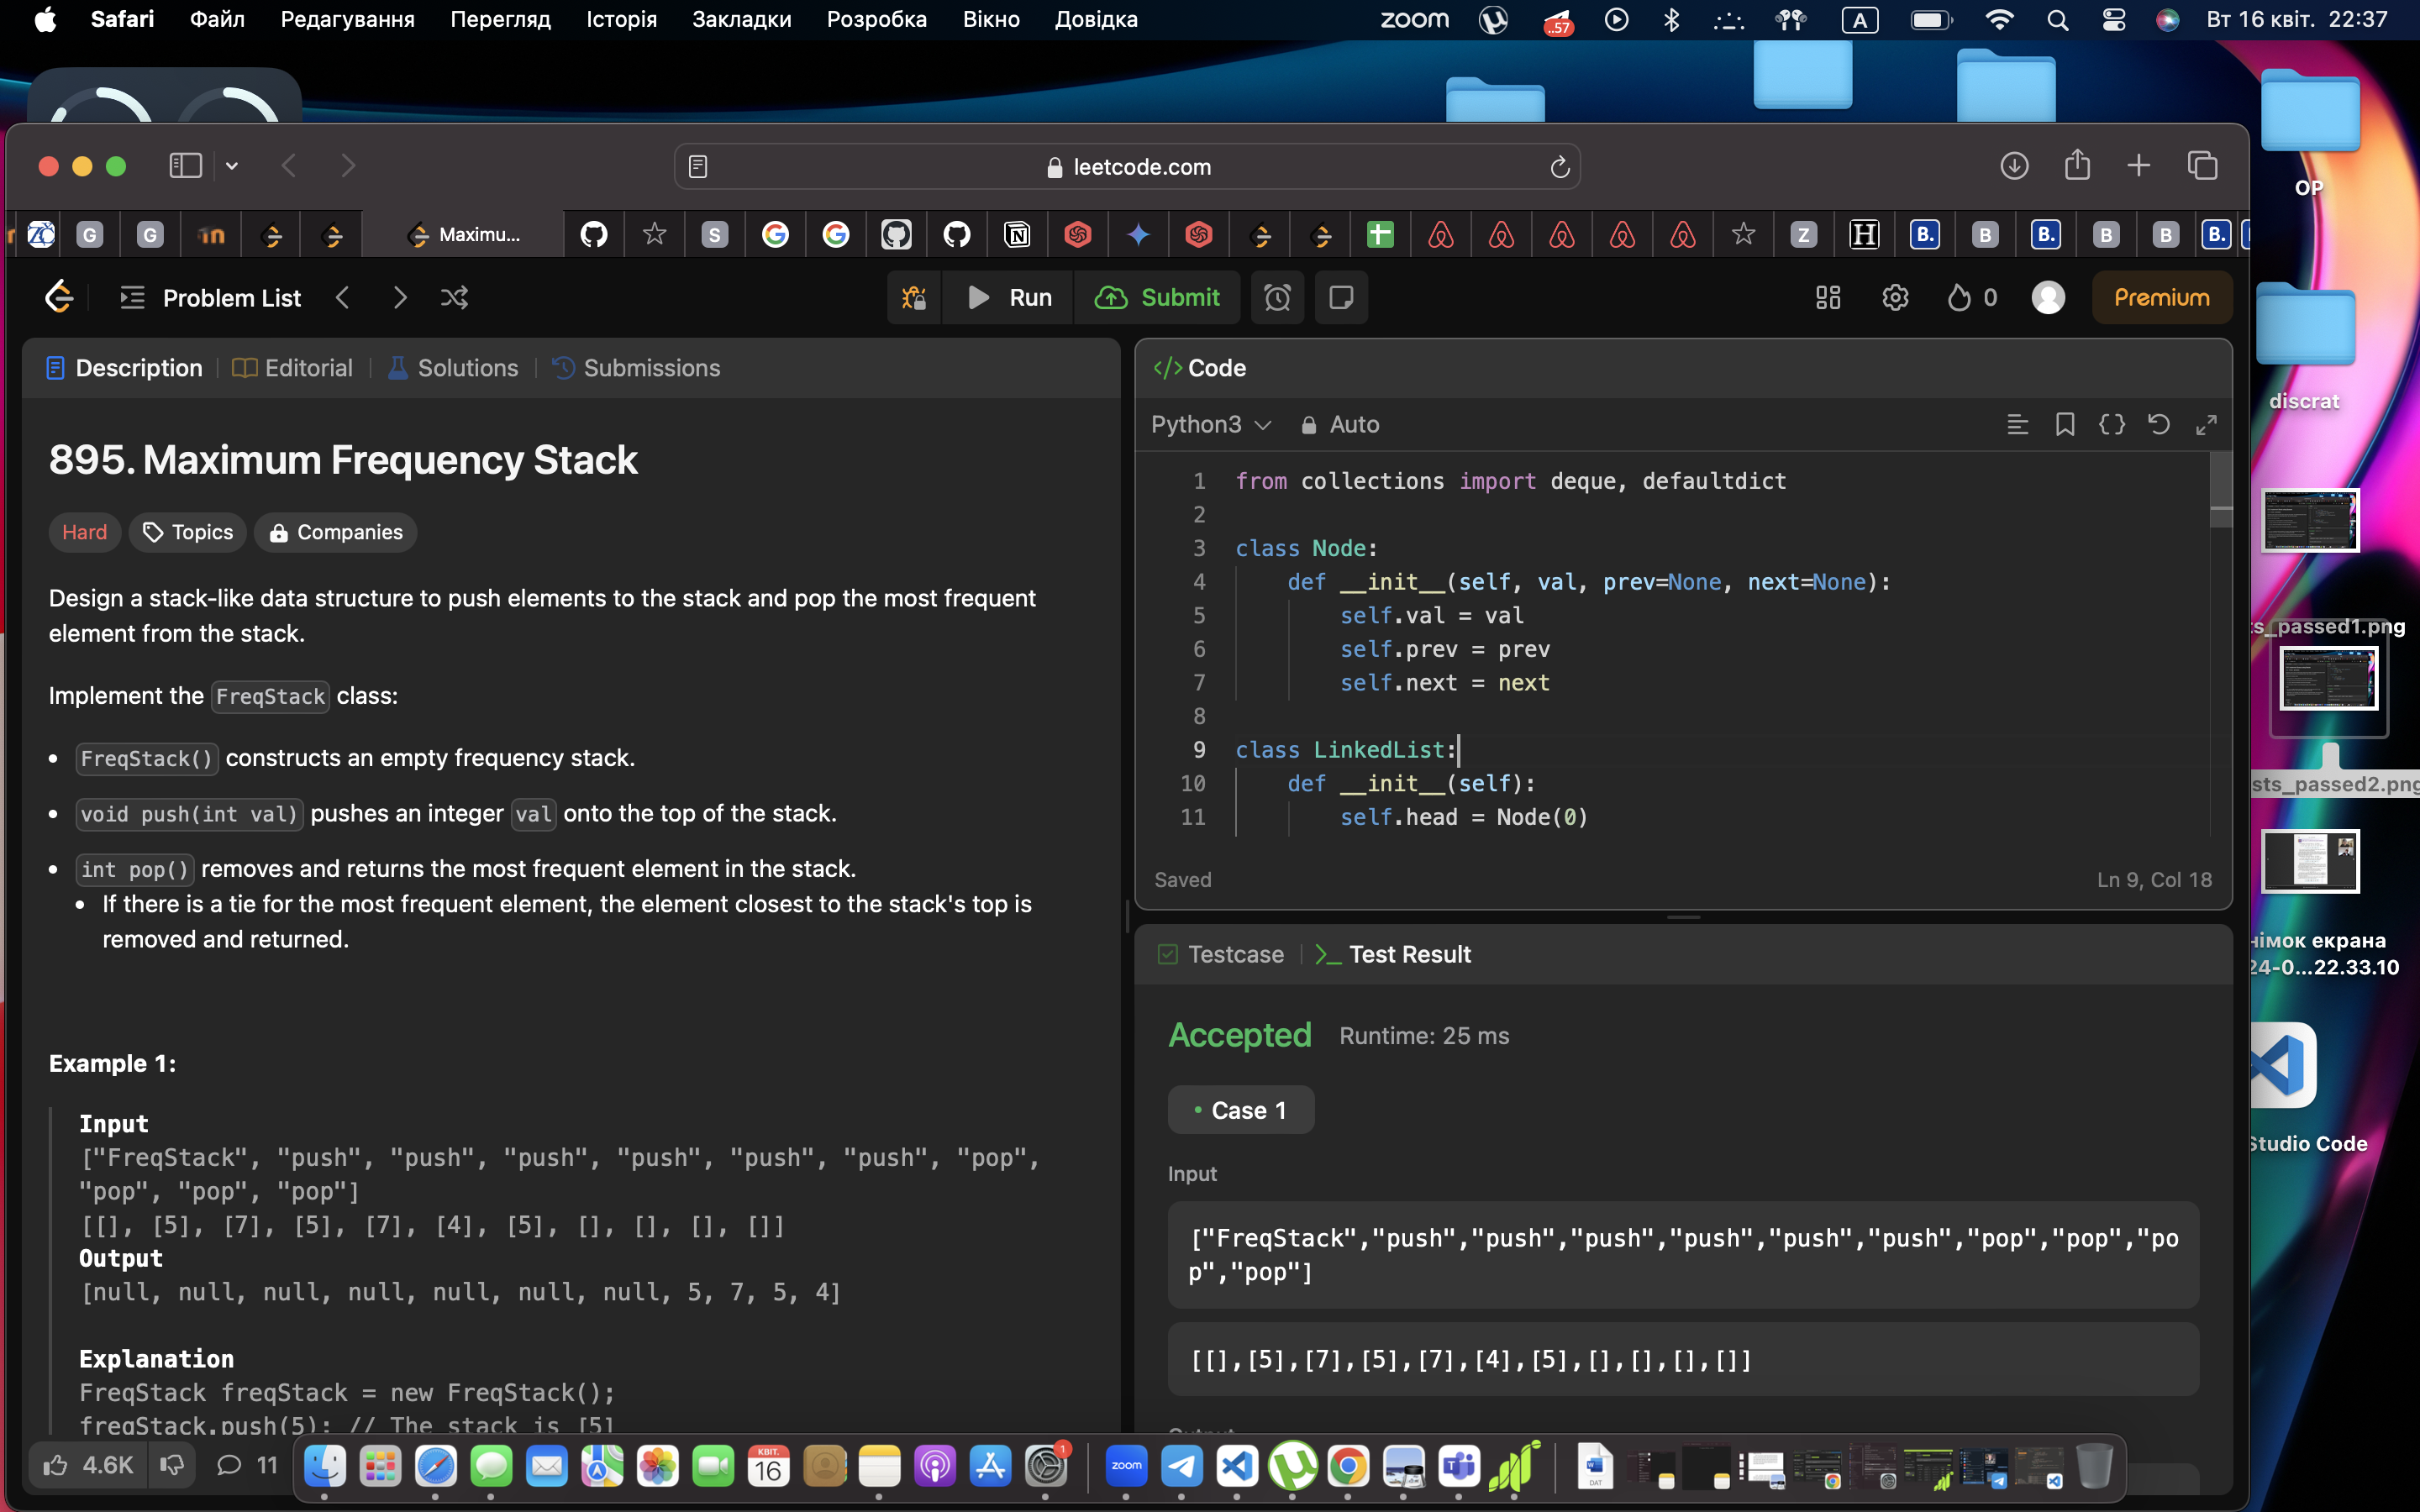 Safari Файл Редагування Перегляд Історія Закладки Розробка Вікно Довідка zoom ..57 A Вт 16 квіт. 22:37
leetcode.com
OP
G G Maximu... S Z H B. B B. B B B.
Problem List Run Submit 0 Premium
Description Editorial Solutions Submissions
Code
discrat
Python3 Auto
895. Maximum Frequency Stack
Hard Topics Companies
Design a stack-like data structure to push elements to the stack and pop the most frequent
element from the stack.
Implement the FreqStack class:
FreqStack() constructs an empty frequency stack.
void push(int val) pushes an integer val onto the top of the stack.
int pop() removes and returns the most frequent element in the stack.
If there is a tie for the most frequent element, the element closest to the stack's top is
removed and returned.
Example 1:
Input
["FreqStack", "push", "push", "push", "push", "push", "push", "pop",
"pop", "pop", "pop"]
[[], [5], [7], [5], [7], [4], [5], [], [], [], []]
Output
[null, null, null, null, null, null, null, 5, 7, 5, 4]
Explanation
FreqStack freqStack = new FreqStack();
freqStack.push(5); // The stack is [5]
4.6K 11
1 from collections import deque, defaultdict
2
3 class Node:
4 def __init__(self, val, prev=None, next=None):
5 self.val = val
6 self.prev = prev
7 self.next = next
8
9 class LinkedList:
10 def __init__(self):
11 self.head = Node(0)
Saved Ln 9, Col 18
Testcase Test Result
Accepted Runtime: 25 ms
Case 1
Input
["FreqStack","push","push","push","push","push","push","pop","pop","po
p","pop"]
[[],[5],[7],[5],[7],[4],[5],[],[],[],[]]
Output
ts_passed1.png
sts_passed2.png
німок екрана
24-0...22.33.10
Studio Code
КВІТ.
16
1
zoom
W
DAT